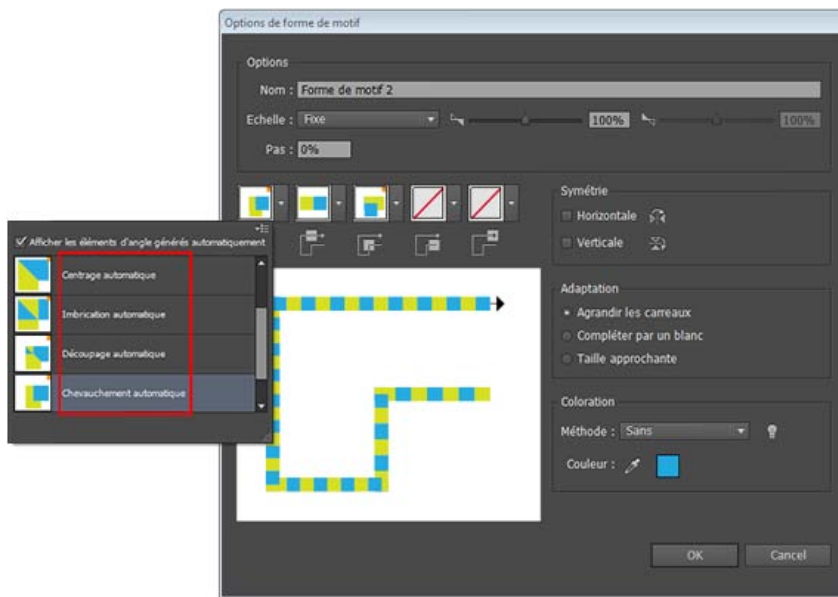 Options de forme de motif
Options
Nom : Forme de motif 2
Echelle : Fixe 100% 100%
Pas : 0%
Afficher les éléments d'angle générés automatiquement
Centrage automatique
Imbrication automatique
Découpage automatique
Chevauchement automatique
Symétrie
Horizontale
Verticale
Adaptation
Agrandir les carreaux
Compléter par un blanc
Taille approchante
Coloration
Méthode : Sans
Couleur :
OK Cancel